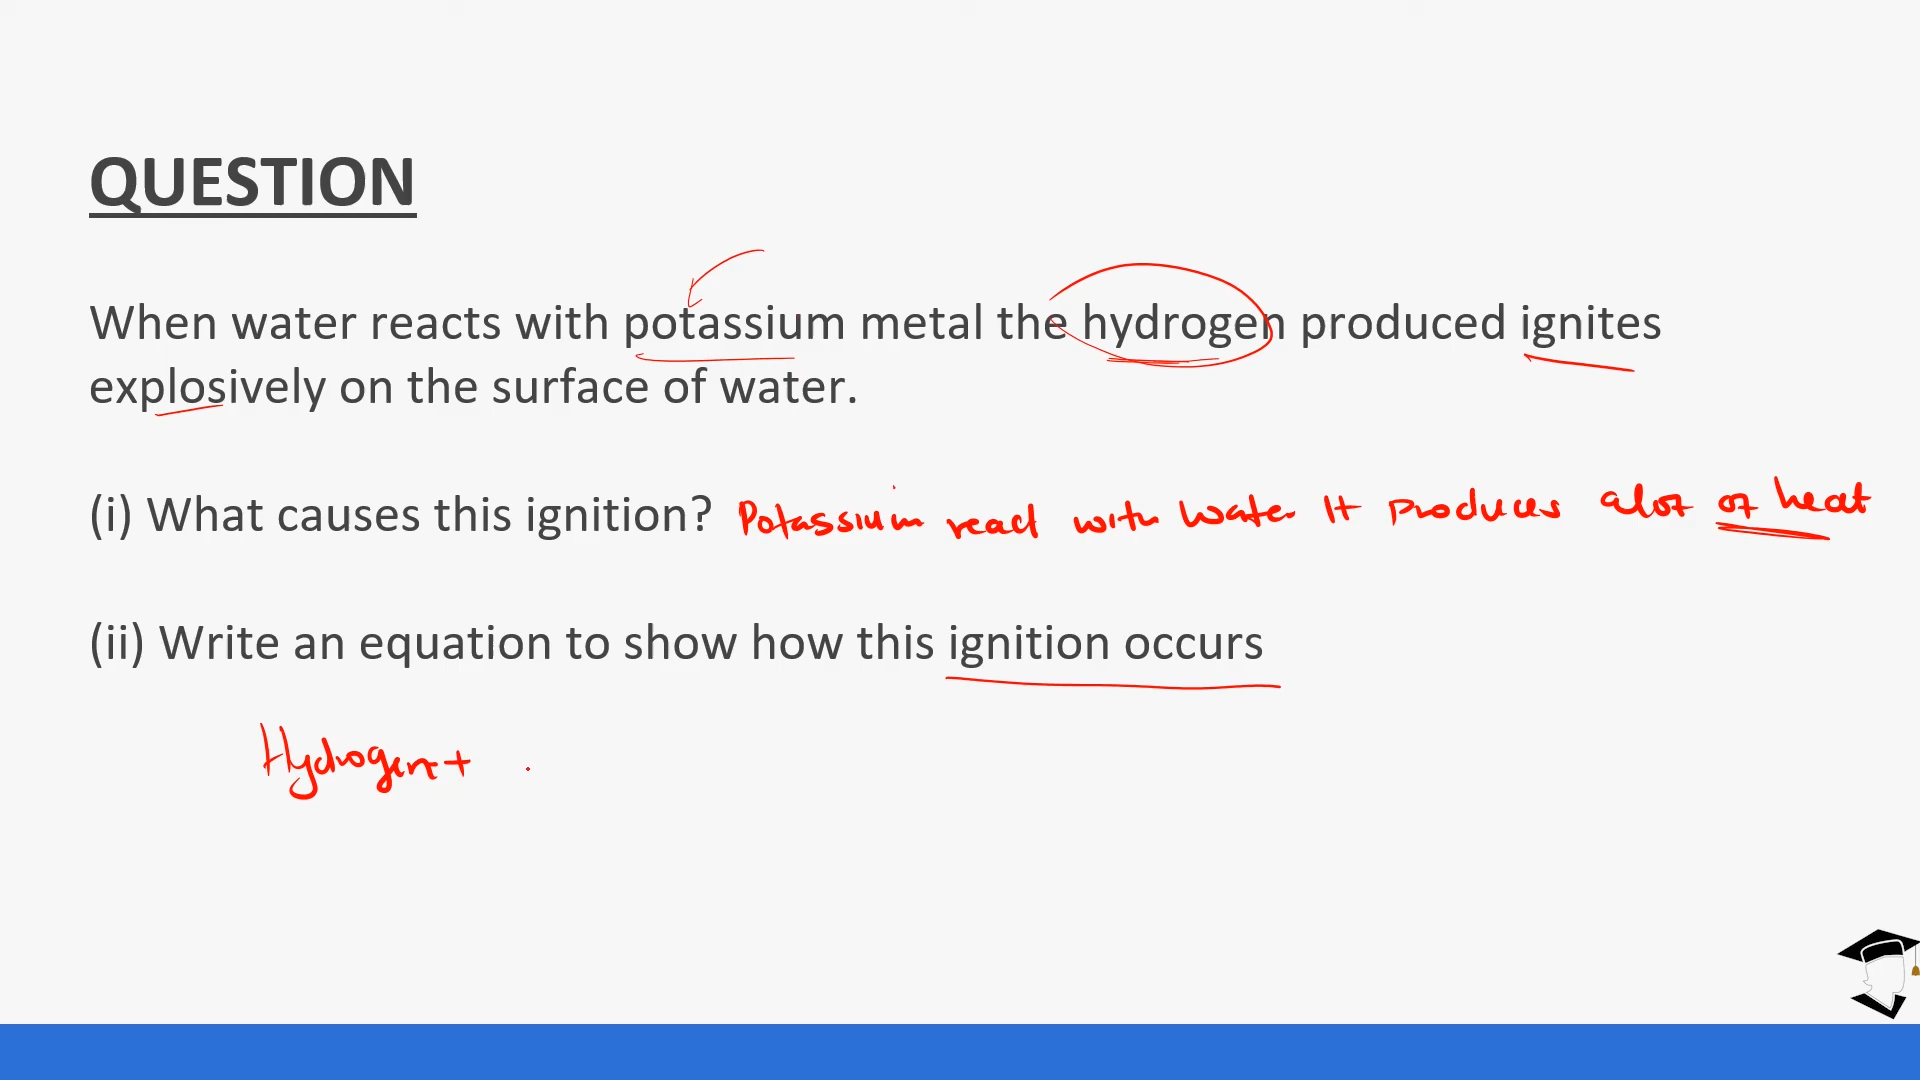 QUESTION
When water reacts with potassium metal the hydrogen produced ignites
explosively on the surface of water.
(i) What causes this ignition? Potassium react with water It produces alot of heat
(ii) Write an equation to show how this ignition occurs
Hydrogen +